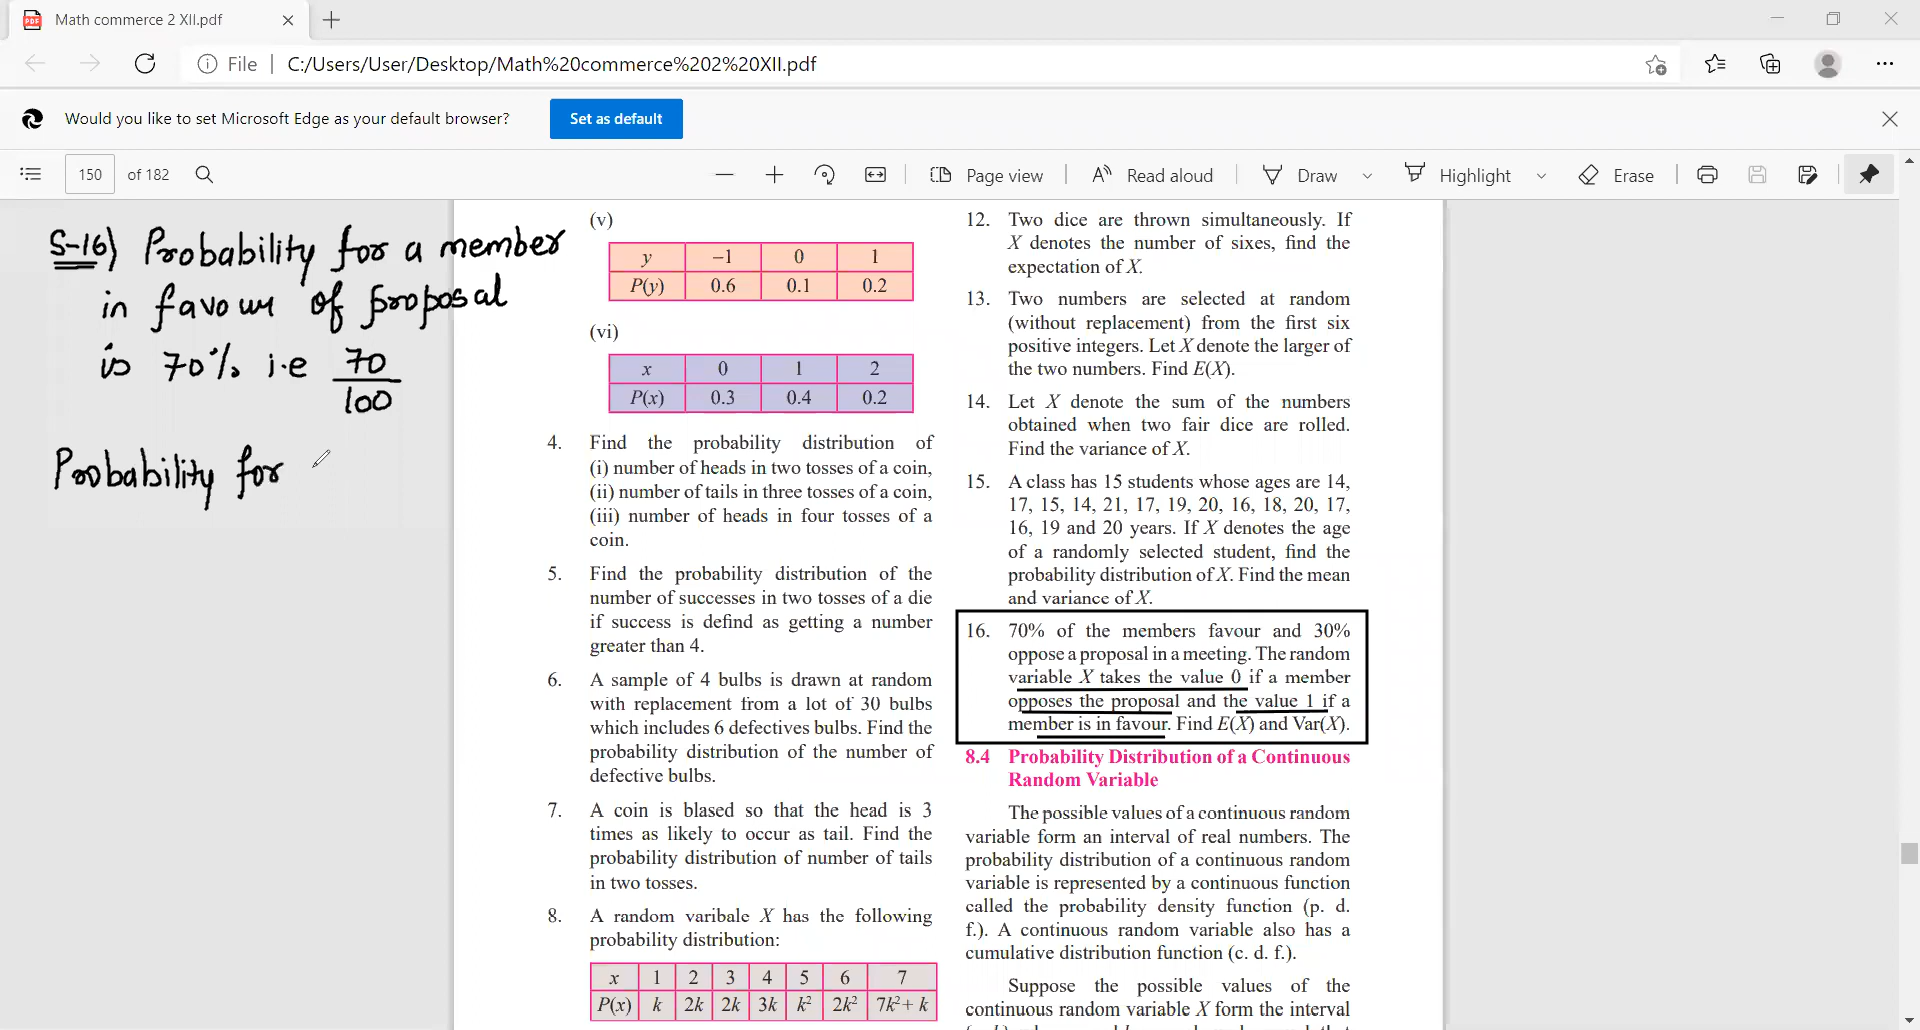 Math commerce 2 XII.pdf
File | C:/Users/User/Desktop/Math%20commerce%202%20XII.pdf
Would you like to set Microsoft Edge as your default browser? Set as default
150 of 182 Page view Read aloud Draw Highlight Erase
S-16) Probability for a member
in favour of proposal
is 70% i.e 70/100
Probability for
(v)
y −1 0 1
P(y) 0.6 0.1 0.2
(vi)
x 0 1 2
P(x) 0.3 0.4 0.2
4. Find the probability distribution of
(i) number of heads in two tosses of a coin,
(ii) number of tails in three tosses of a coin,
(iii) number of heads in four tosses of a
coin.
5. Find the probability distribution of the
number of successes in two tosses of a die
if success is defind as getting a number
greater than 4.
6. A sample of 4 bulbs is drawn at random
with replacement from a lot of 30 bulbs
which includes 6 defectives bulbs. Find the
probability distribution of the number of
defective bulbs.
7. A coin is blased so that the head is 3
times as likely to occur as tail. Find the
probability distribution of number of tails
in two tosses.
8. A random varibale X has the following
probability distribution:
x 1 2 3 4 5 6 7
P(x) k 2k 2k 3k k² 2k² 7k²+ k
12. Two dice are thrown simultaneously. If
X denotes the number of sixes, find the
expectation of X.
13. Two numbers are selected at random
(without replacement) from the first six
positive integers. Let X denote the larger of
the two numbers. Find E(X).
14. Let X denote the sum of the numbers
obtained when two fair dice are rolled.
Find the variance of X.
15. A class has 15 students whose ages are 14,
17, 15, 14, 21, 17, 19, 20, 16, 18, 20, 17,
16, 19 and 20 years. If X denotes the age
of a randomly selected student, find the
probability distribution of X. Find the mean
and variance of X.
16. 70% of the members favour and 30%
oppose a proposal in a meeting. The random
variable X takes the value 0 if a member
opposes the proposal and the value 1 if a
member is in favour. Find E(X) and Var(X).
8.4 Probability Distribution of a Continuous
Random Variable
The possible values of a continuous random
variable form an interval of real numbers. The
probability distribution of a continuous random
variable is represented by a continuous function
called the probability density function (p. d.
f.). A continuous random variable also has a
cumulative distribution function (c. d. f.).
Suppose the possible values of the
continuous random variable X form the interval